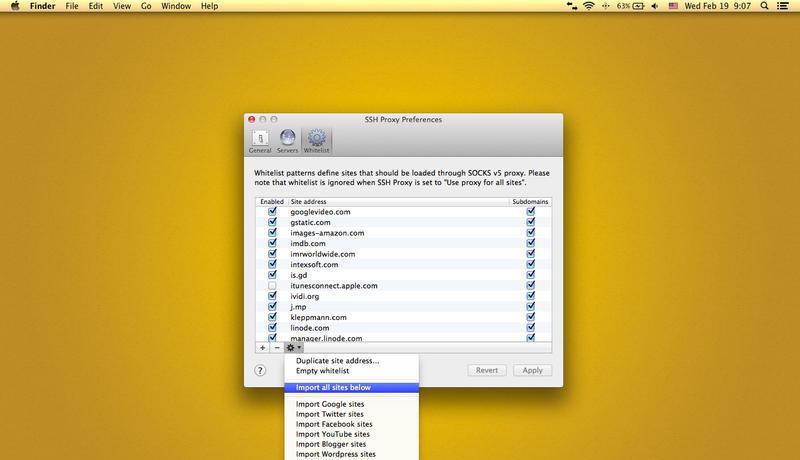 Finder File Edit View Go Window Help 63% Wed Feb 19 9:07
SSH Proxy Preferences
General Servers Whitelist
Whitelist patterns define sites that should be loaded through SOCKS v5 proxy. Please
note that whitelist is ignored when SSH Proxy is set to "Use proxy for all sites".
Enabled Site address Subdomains
googlevideo.com
gstatic.com
images-amazon.com
imdb.com
imrworldwide.com
intexsoft.com
is.gd
itunesconnect.apple.com
ividi.org
j.mp
kleppmann.com
linode.com
manager.linode.com
+ −
Duplicate site address...
Empty whitelist
? Revert Apply
Import all sites below
Import Google sites
Import Twitter sites
Import Facebook sites
Import YouTube sites
Import Blogger sites
Import Wordpress sites